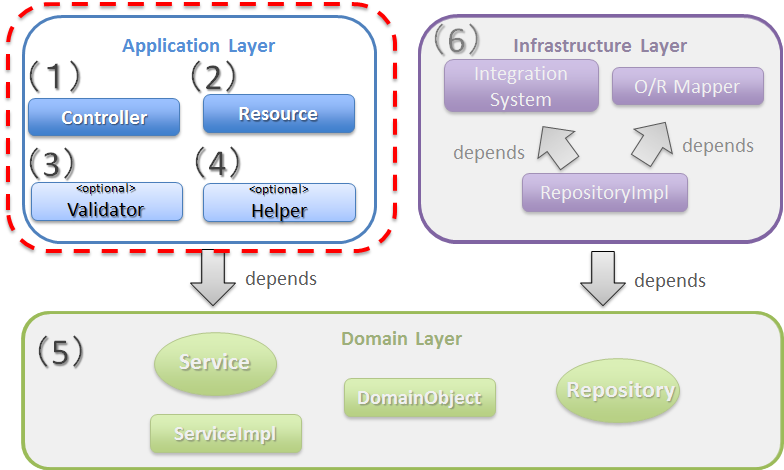 Application Layer
(1)
(2)
Controller
Resource
(3)
(4)
<optional>
Validator
<optional>
Helper
(6)
Infrastructure Layer
Integration
System
O/R Mapper
depends
depends
RepositoryImpl
depends
depends
(5)
Domain Layer
Service
DomainObject
Repository
ServiceImpl